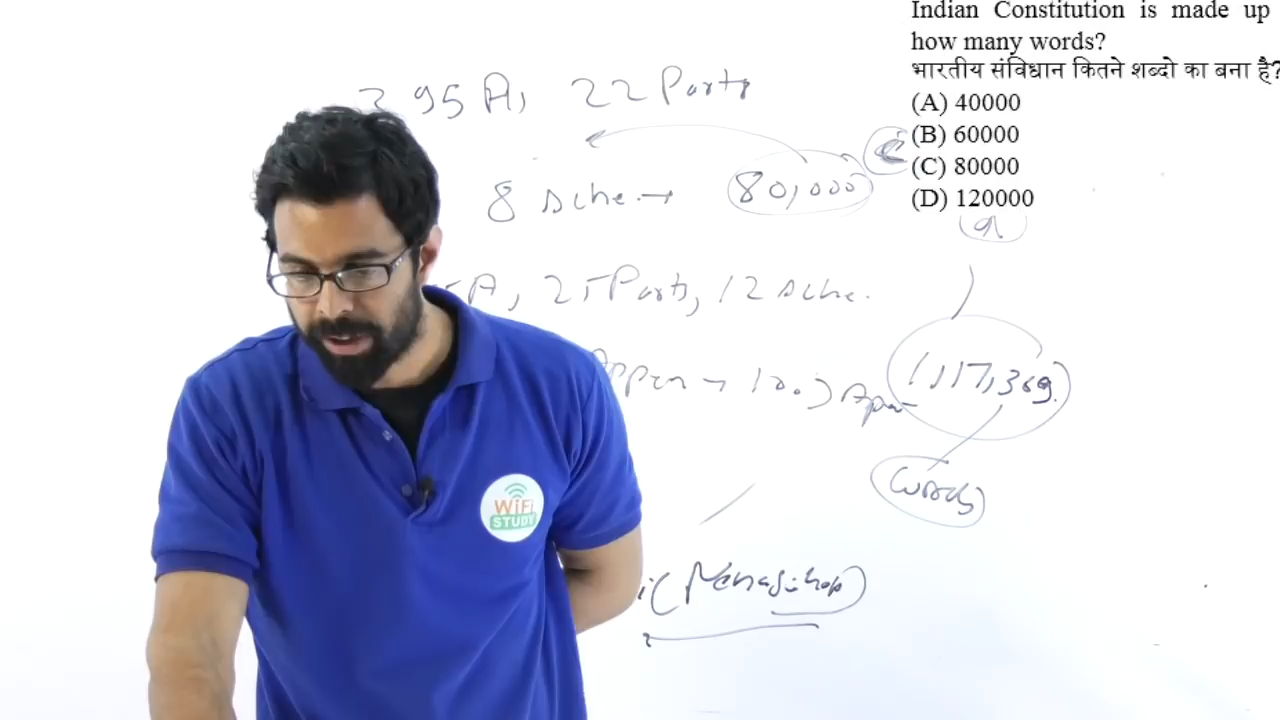 Indian Constitution is made up
how many words?
भारतीय संविधान कितने शब्दो का बना है?
(A) 40000
(B) 60000
(C) 80000
(D) 120000
395 A, 22 Parts
8 sche. → 80,000
A, 25 Parts, 12 sche.
1,117,369
words
WiFi
STUDY